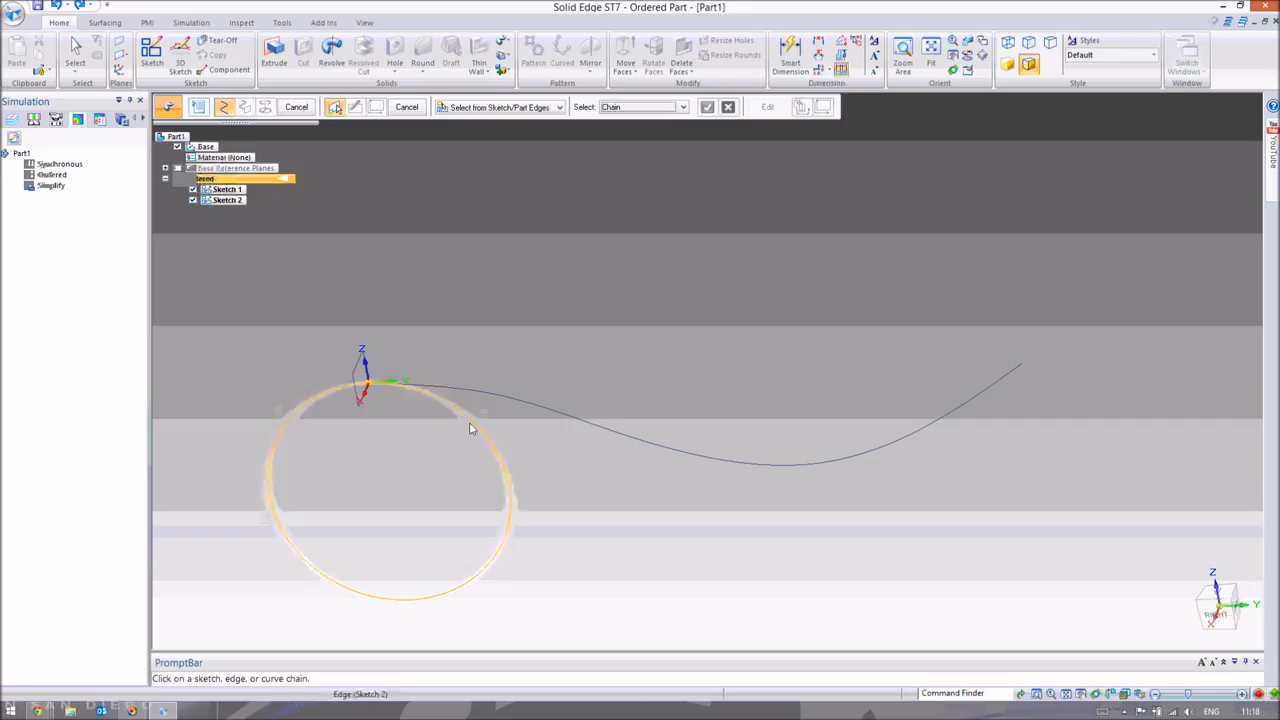 Solid Edge ST7 - Ordered Part - [Part1]
Home Surfacing PMI Simulation Inspect Tools Add Ins View
Paste
Clipboard
Select
Select
Planes
Sketch
3D Sketch
Tear-Off
Copy
Component
Sketch
Extrude
Cut
Revolve
Revolved Cut
Hole
Round
Draft
Thin Wall
Solids
Pattern
Curved
Mirror
Pattern
Move Faces
Rotate Faces
Delete Faces
Resize Holes
Resize Rounds
Modify
Smart Dimension
Dimension
Zoom Area
Fit
Orient
Styles
Default
Style
Switch Windows
Window
Simulation
Cancel
Cancel
Select from Sketch/Part Edges
Select: Chain
Edit
Part1
Synchronous
Ordered
Simplify
Part1
Base
Material (None)
Base Reference Planes
dered
Sketch 1
Sketch 2
Z
Y
X
YouTube
Z
Y
X
RIGHT
PromptBar
Click on a sketch, edge, or curve chain.
Edge (Sketch 2)
Command Finder
N SAN DIEGO
ENG
11:18